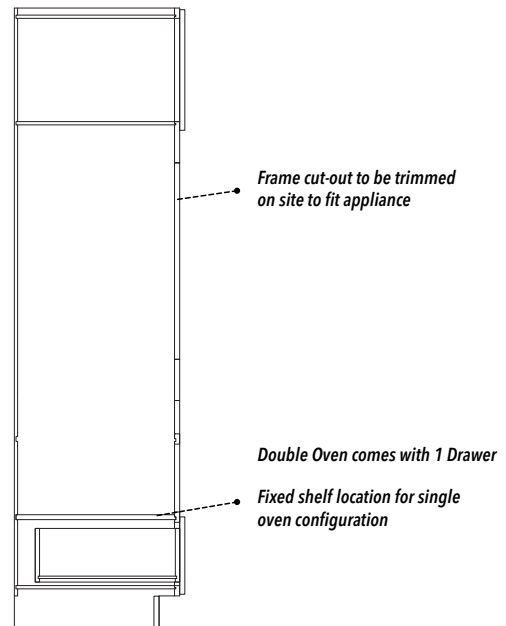 Frame cut-out to be trimmed
on site to fit appliance
Double Oven comes with 1 Drawer
Fixed shelf location for single
oven configuration